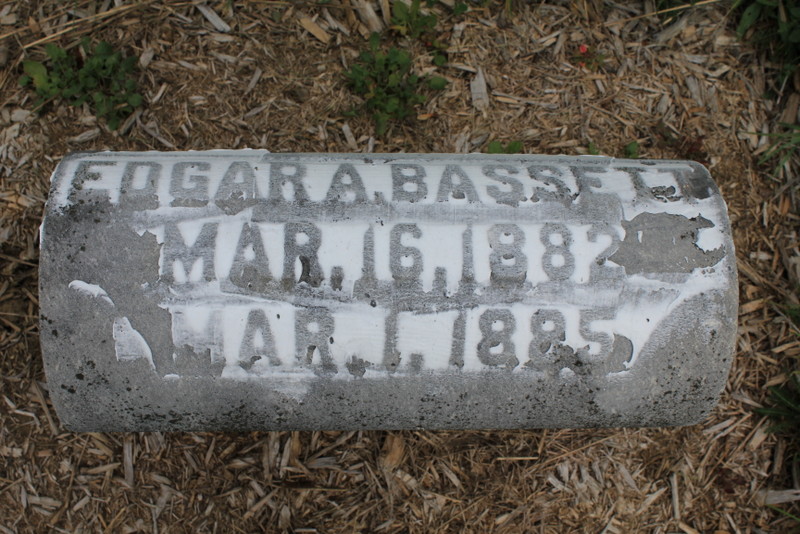 EDGAR A. BASSETT
MAR. 16. 1882
MAR. 1. 1885